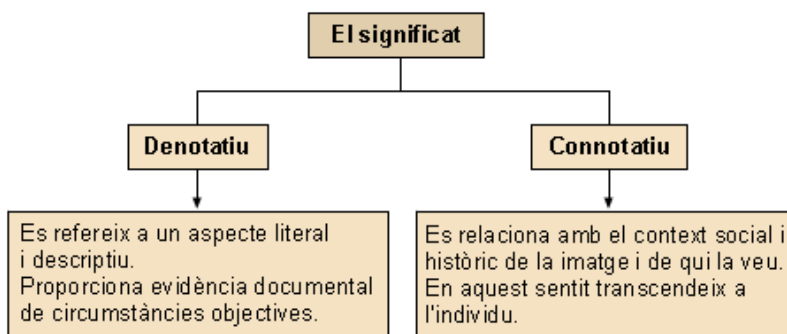 El significat
Denotatiu
Connotatiu
Es refereix a un aspecte literal
i descriptiu.
Proporciona evidència documental
de circumstàncies objectives.
Es relaciona amb el context social i
històric de la imatge i de qui la veu.
En aquest sentit transcendeix a
l'individu.